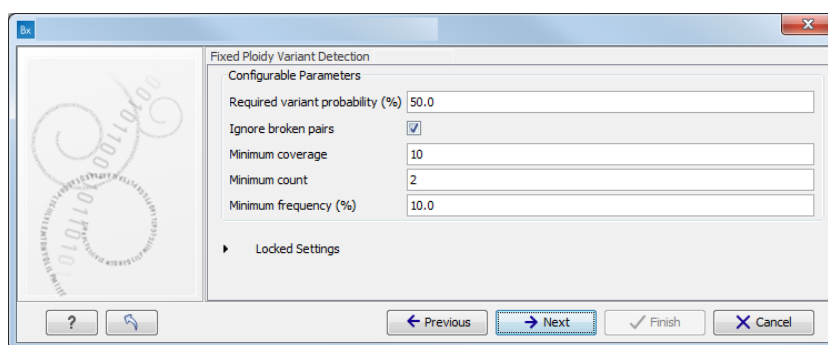 Bx
Fixed Ploidy Variant Detection
Configurable Parameters
Required variant probability (%) 50.0
Ignore broken pairs
Minimum coverage 10
Minimum count 2
Minimum frequency (%) 10.0
Locked Settings
? Previous Next Finish Cancel